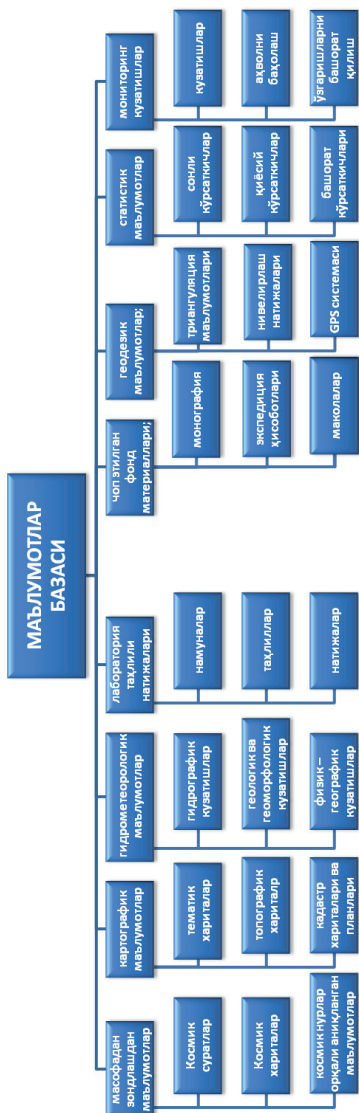 МАЪЛУМОТЛАР
БАЗАСИ
масофадан
зондлашдан
маълумотлар
Космик
суратлар
Космик
хариталар
космик нурлар
орқали аниқланган
маълумотлар
картографик
маълумотлар
тематик
хариталар
топографик
хариталр
кадастр
хариталари ва
планлари
гидрометеорологик
маълумотлар
гидрографик
кузатишлар
геологик ва
геоморфологик
кузатишлар
физик –
географик
кузатишлар
лаборатория
таҳлили
натижалари
намуналар
таҳлиллар
натижалар
чоп этилган
фонд
материаллари;
монография
экспедиция
ҳисоботлари
маколалар
геодезик
маълумотлар;
триангуляция
маълумотлари
нивелирлаш
натижалари
GPS системаси
статистик
маълумотлар
сонли
кўрсаткичлар
қиёсий
кўрсаткичлар
башорат
кўрсаткичлари
мониторинг
кузатишлар
кузатишлар
аҳволни
баҳолаш
ўзгаришларни
башорат
қилиш